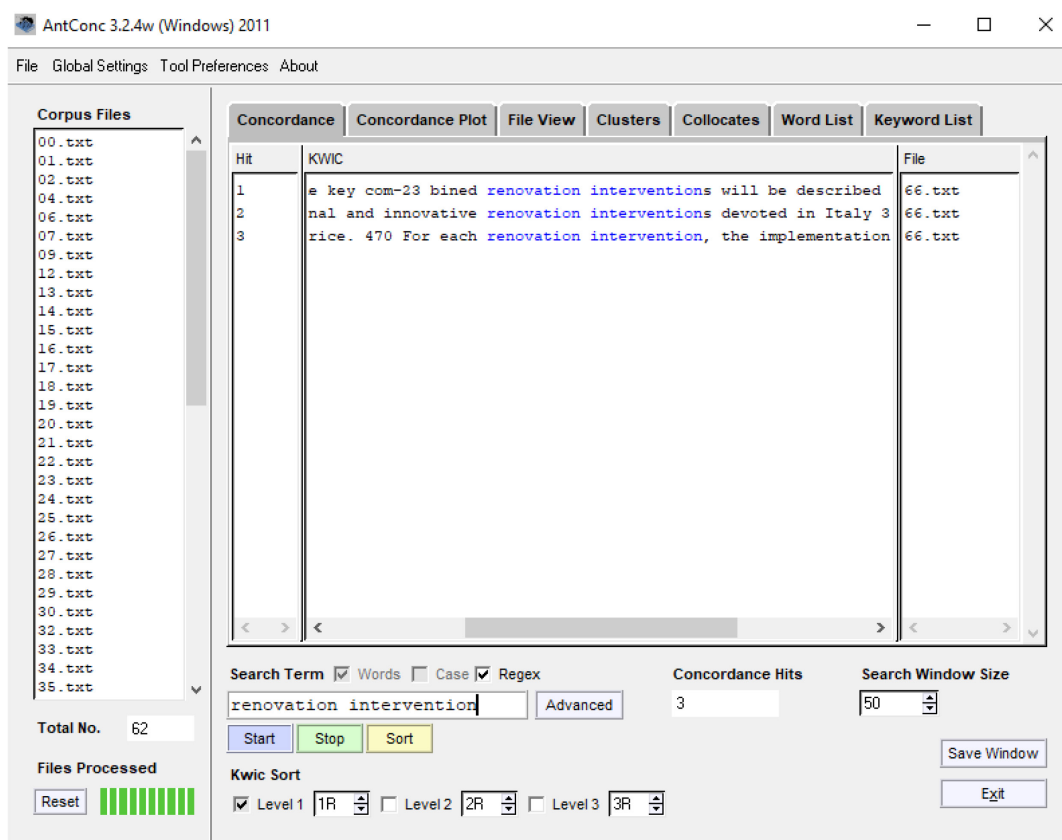 AntConc 3.2.4w (Windows) 2011
File Global Settings Tool Preferences About
Corpus Files
00.txt
01.txt
02.txt
04.txt
06.txt
07.txt
09.txt
12.txt
13.txt
14.txt
15.txt
16.txt
17.txt
18.txt
19.txt
20.txt
21.txt
22.txt
23.txt
24.txt
25.txt
26.txt
27.txt
28.txt
29.txt
30.txt
32.txt
33.txt
34.txt
35.txt
Total No. 62
Files Processed
Reset
Concordance Concordance Plot File View Clusters Collocates Word List Keyword List
Hit KWIC File
1 e key com-23 bined renovation interventions will be described 66.txt
2 nal and innovative renovation interventions devoted in Italy 3 66.txt
3 rice. 470 For each renovation intervention, the implementation 66.txt
Search Term Words Case Regex Concordance Hits Search Window Size
renovation intervention Advanced 3 50
Start Stop Sort
Save Window
Kwic Sort
Level 1 1R Level 2 2R Level 3 3R
Exit